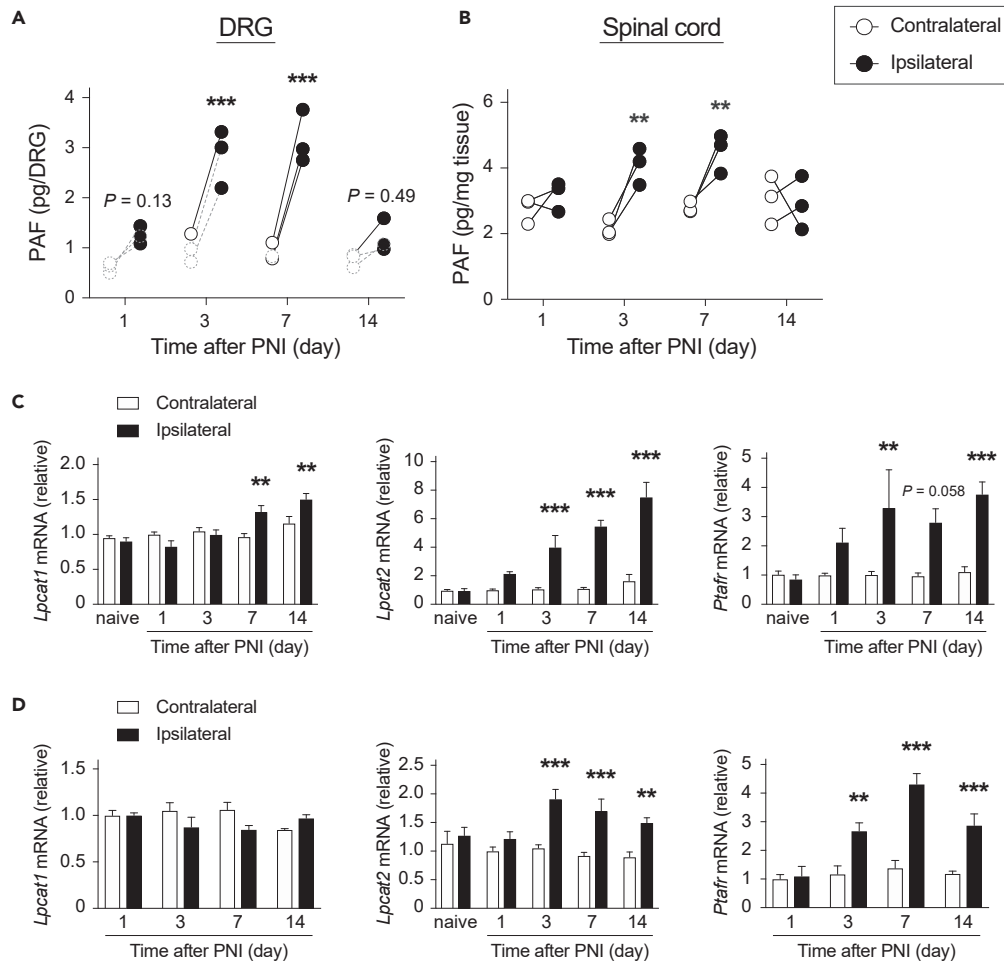 A
DRG
B
Spinal cord
Contralateral
Ipsilateral
PAF (pg/DRG)
4
3
2
1
0
P = 0.13
***
***
P = 0.49
1 3 7 14
Time after PNI (day)
PAF (pg/mg tissue)
6
4
2
0
**
**
1 3 7 14
Time after PNI (day)
C
Contralateral
Ipsilateral
Lpcat1 mRNA (relative)
2.0
1.5
1.0
0.5
0
**
**
naive 1 3 7 14
Time after PNI (day)
Lpcat2 mRNA (relative)
10
8
6
4
2
0
***
***
***
naive 1 3 7 14
Time after PNI (day)
Ptafr mRNA (relative)
5
4
3
2
1
0
**
P = 0.058
***
naive 1 3 7 14
Time after PNI (day)
D
Contralateral
Ipsilateral
Lpcat1 mRNA (relative)
1.5
1.0
0.5
0
1 3 7 14
Time after PNI (day)
Lpcat2 mRNA (relative)
2.5
2.0
1.5
1.0
0.5
0
***
***
**
naive 1 3 7 14
Time after PNI (day)
Ptafr mRNA (relative)
5
4
3
2
1
0
**
***
***
1 3 7 14
Time after PNI (day)